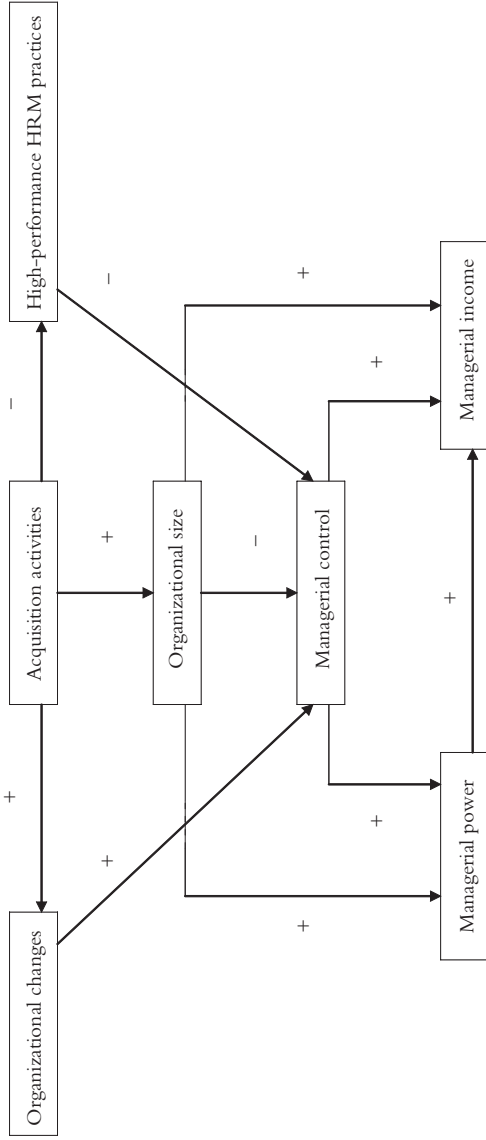 +
–
Organizational changes
Acquisition activities
High-performance HRM practices
+
+
–
Organizational size
–
+
+
Managerial control
+
+
+
Managerial power
Managerial income